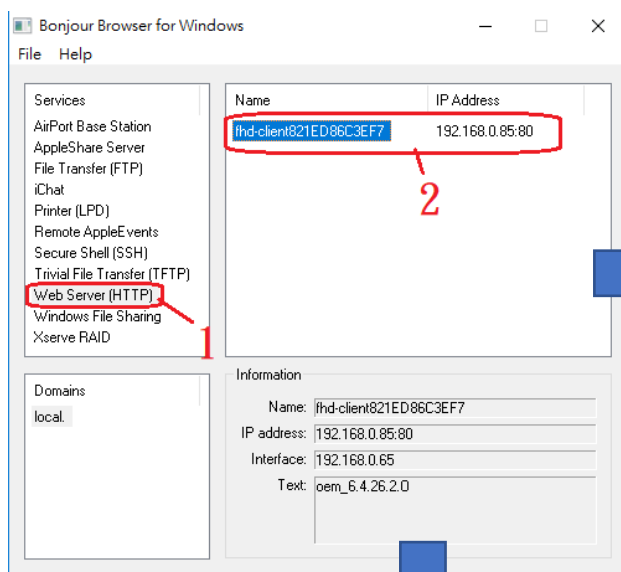 Bonjour Browser for Windows
File Help
Services
AirPort Base Station
AppleShare Server
File Transfer (FTP)
iChat
Printer (LPD)
Remote AppleEvents
Secure Shell (SSH)
Trivial File Transfer (TFTP)
Web Server (HTTP)
Windows File Sharing
Xserve RAID
1
Name IP Address
fhd-client821ED86C3EF7 192.168.0.85:80
2
Domains
local.
Information
Name: fhd-client821ED86C3EF7
IP address: 192.168.0.85:80
Interface: 192.168.0.65
Text: oem_6.4.26.2.0